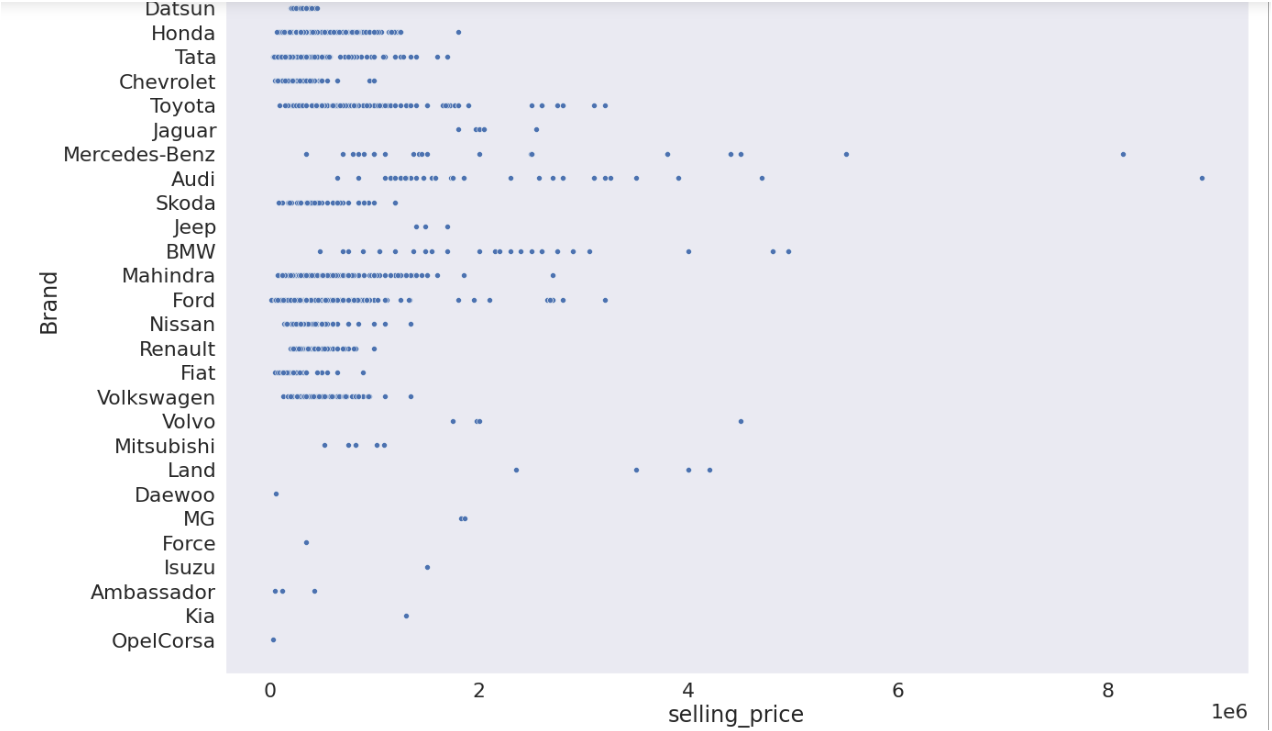 Datsun
Honda
Tata
Chevrolet
Toyota
Jaguar
Mercedes-Benz
Audi
Skoda
Jeep
BMW
Mahindra
Ford
Nissan
Renault
Fiat
Volkswagen
Volvo
Mitsubishi
Land
Daewoo
MG
Force
Isuzu
Ambassador
Kia
OpelCorsa
Brand
0 2 4 6 8
selling_price
1e6